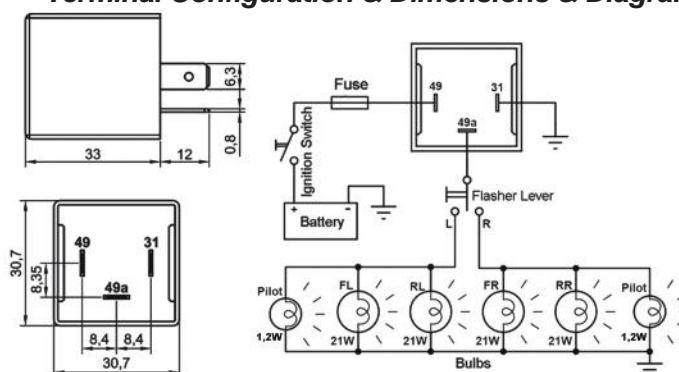 Terminal Configuration & Dimensions & Diagram
33
12
6,3
0,8
49
31
49a
30,7
8,35
8,4
8,4
30,7
Fuse
49
31
49a
Ignition Switch
+
-
Battery
Flasher Lever
L
R
Pilot
FL
RL
FR
RR
Pilot
1,2W
21W
21W
21W
21W
1,2W
Bulbs